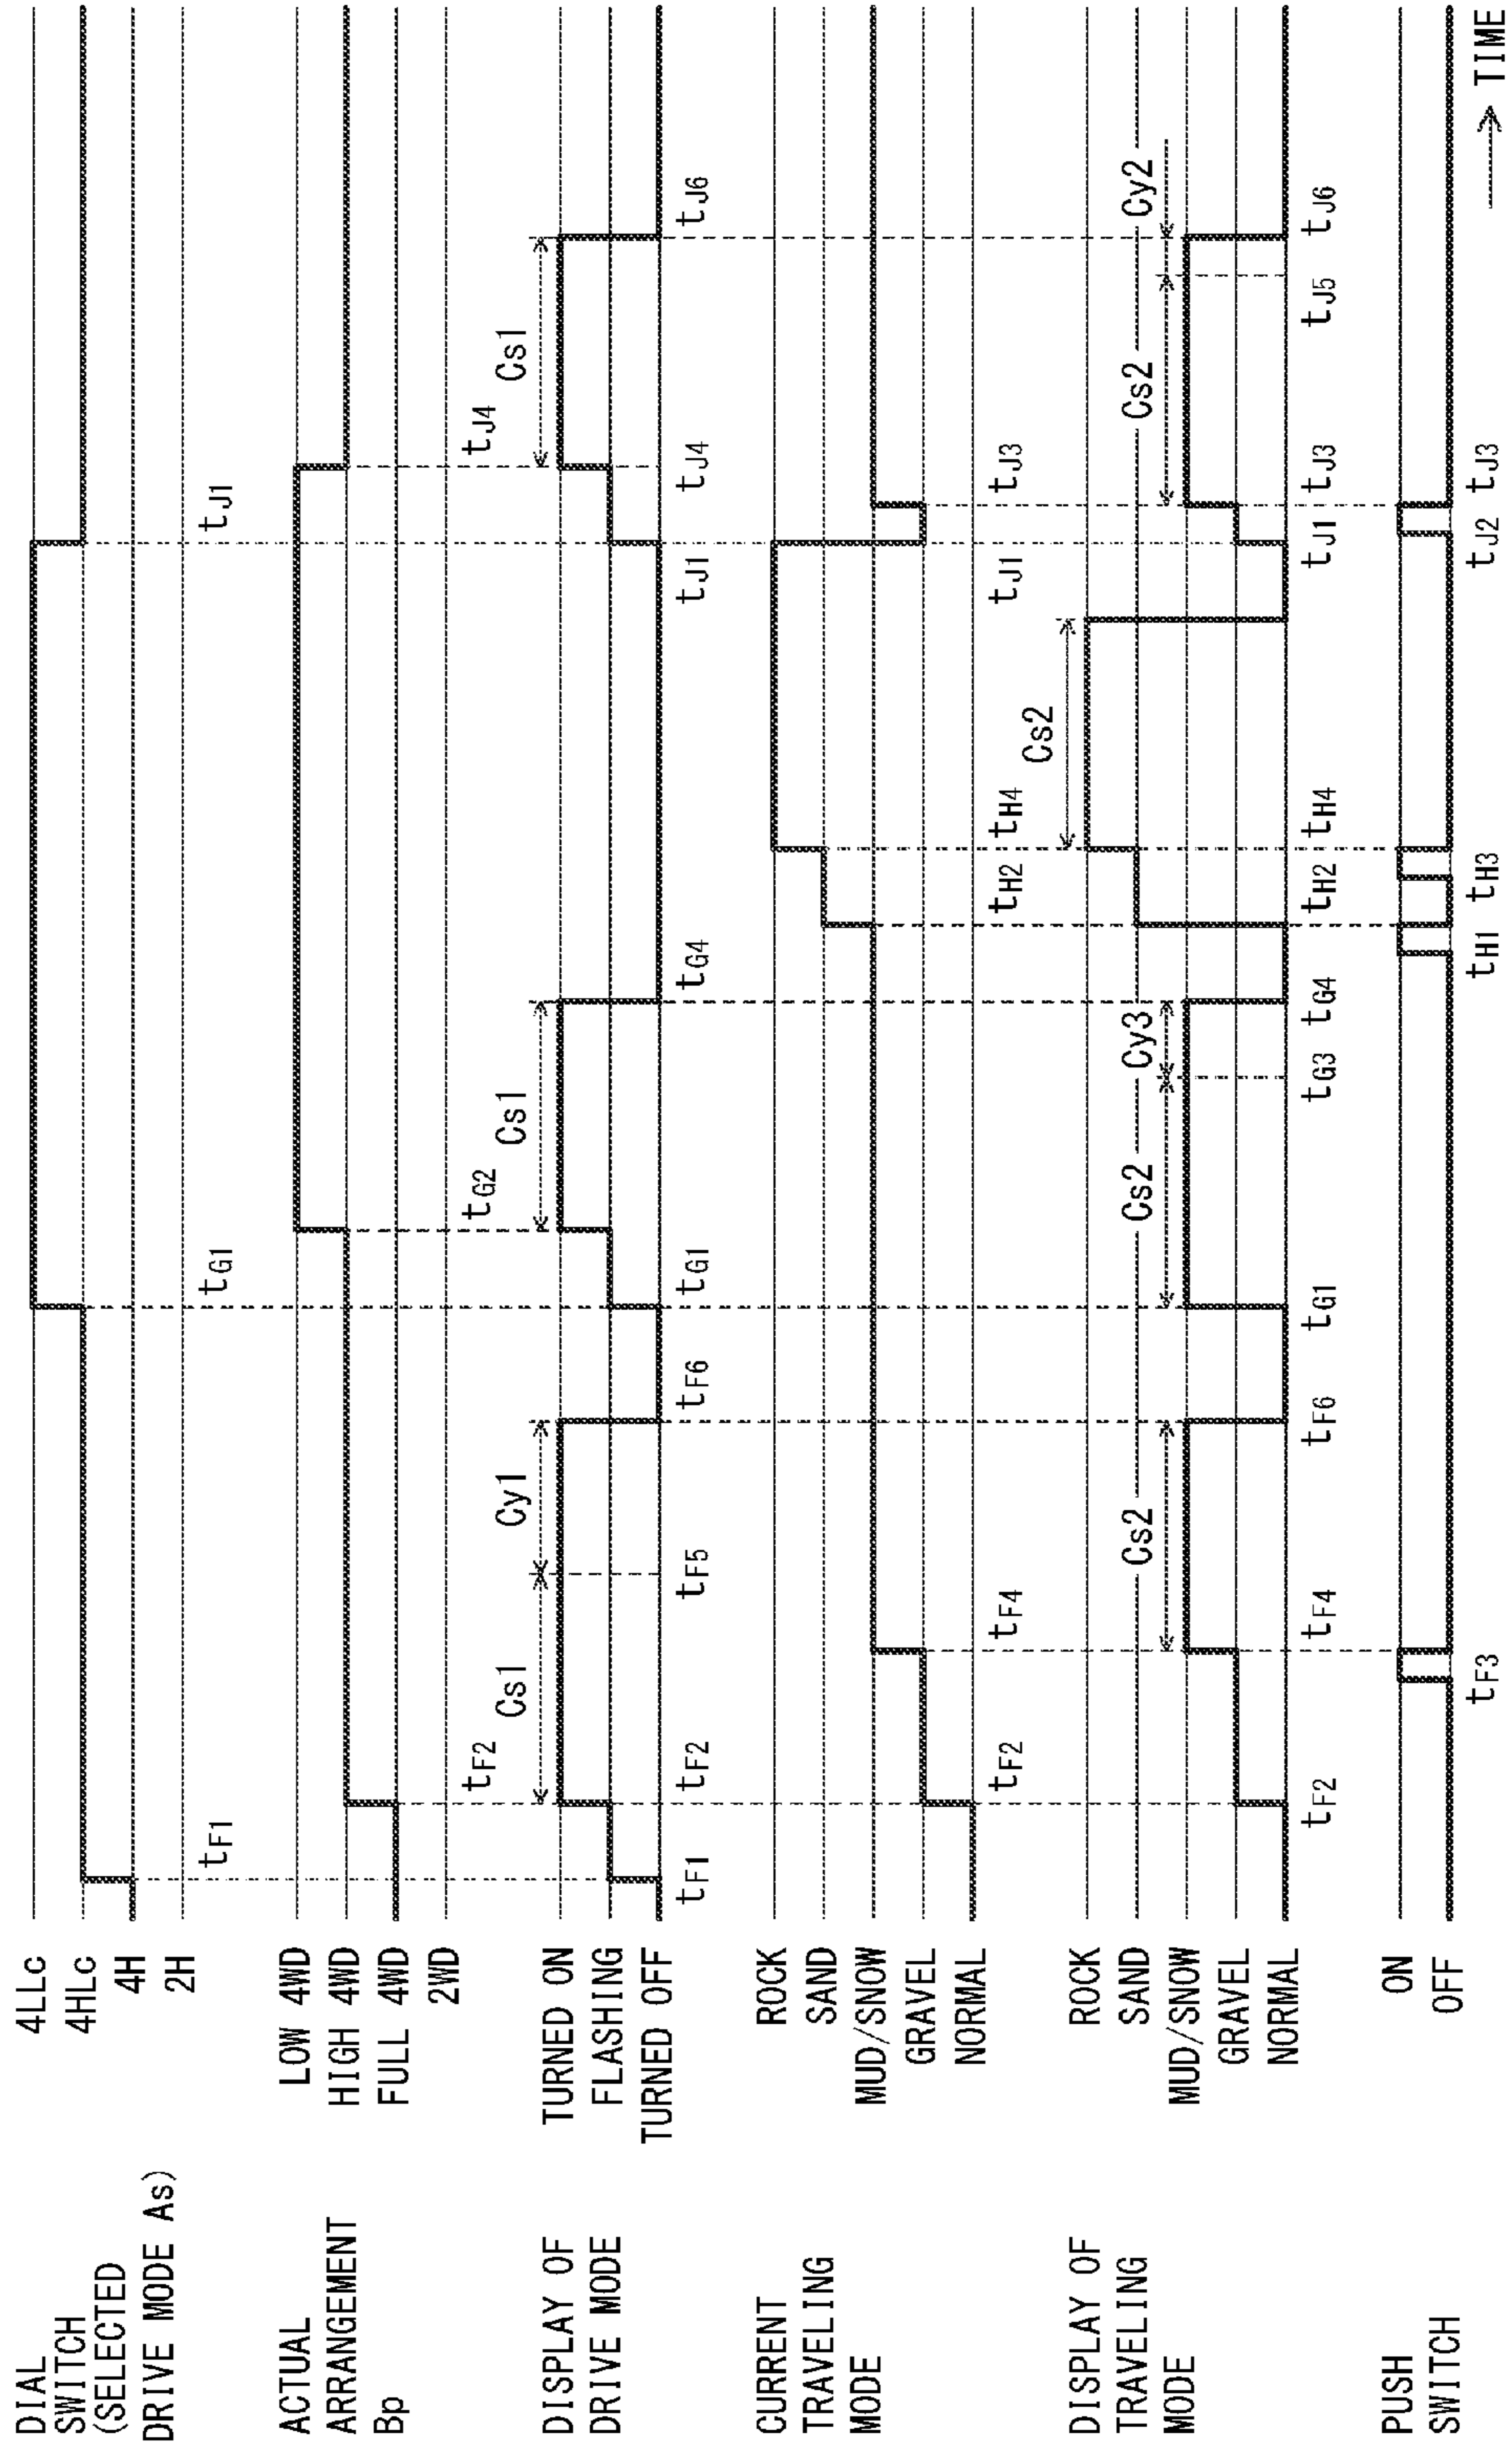 DIAL
SWITCH
(SELECTED
DRIVE MODE As)
4LLc
4HLc
4H
2H
tF1
tG1
tJ1
ACTUAL
ARRANGEMENT
Bp
LOW 4WD
HIGH 4WD
FULL 4WD
2WD
tF2
tG2
tJ4
DISPLAY OF
DRIVE MODE
TURNED ON
FLASHING
TURNED OFF
Cs1
Cy1
Cs1
Cs1
tF1
tF2
tF5
tF6
tG1
tG4
tJ1
tJ4
tJ6
CURRENT
TRAVELING
MODE
ROCK
SAND
MUD/SNOW
GRAVEL
NORMAL
tF2
tF4
tH2
tH4
tJ1
tJ3
DISPLAY OF
TRAVELING
MODE
ROCK
SAND
MUD/SNOW
GRAVEL
NORMAL
Cs2
Cs2
Cs2
Cy3
Cs2
Cy2
tF2
tF4
tF6
tG1
tG3
tG4
tH2
tH4
tJ1
tJ3
tJ5
tJ6
PUSH
SWITCH
ON
OFF
tF3
tH1
tH3
tJ2
tJ3
TIME